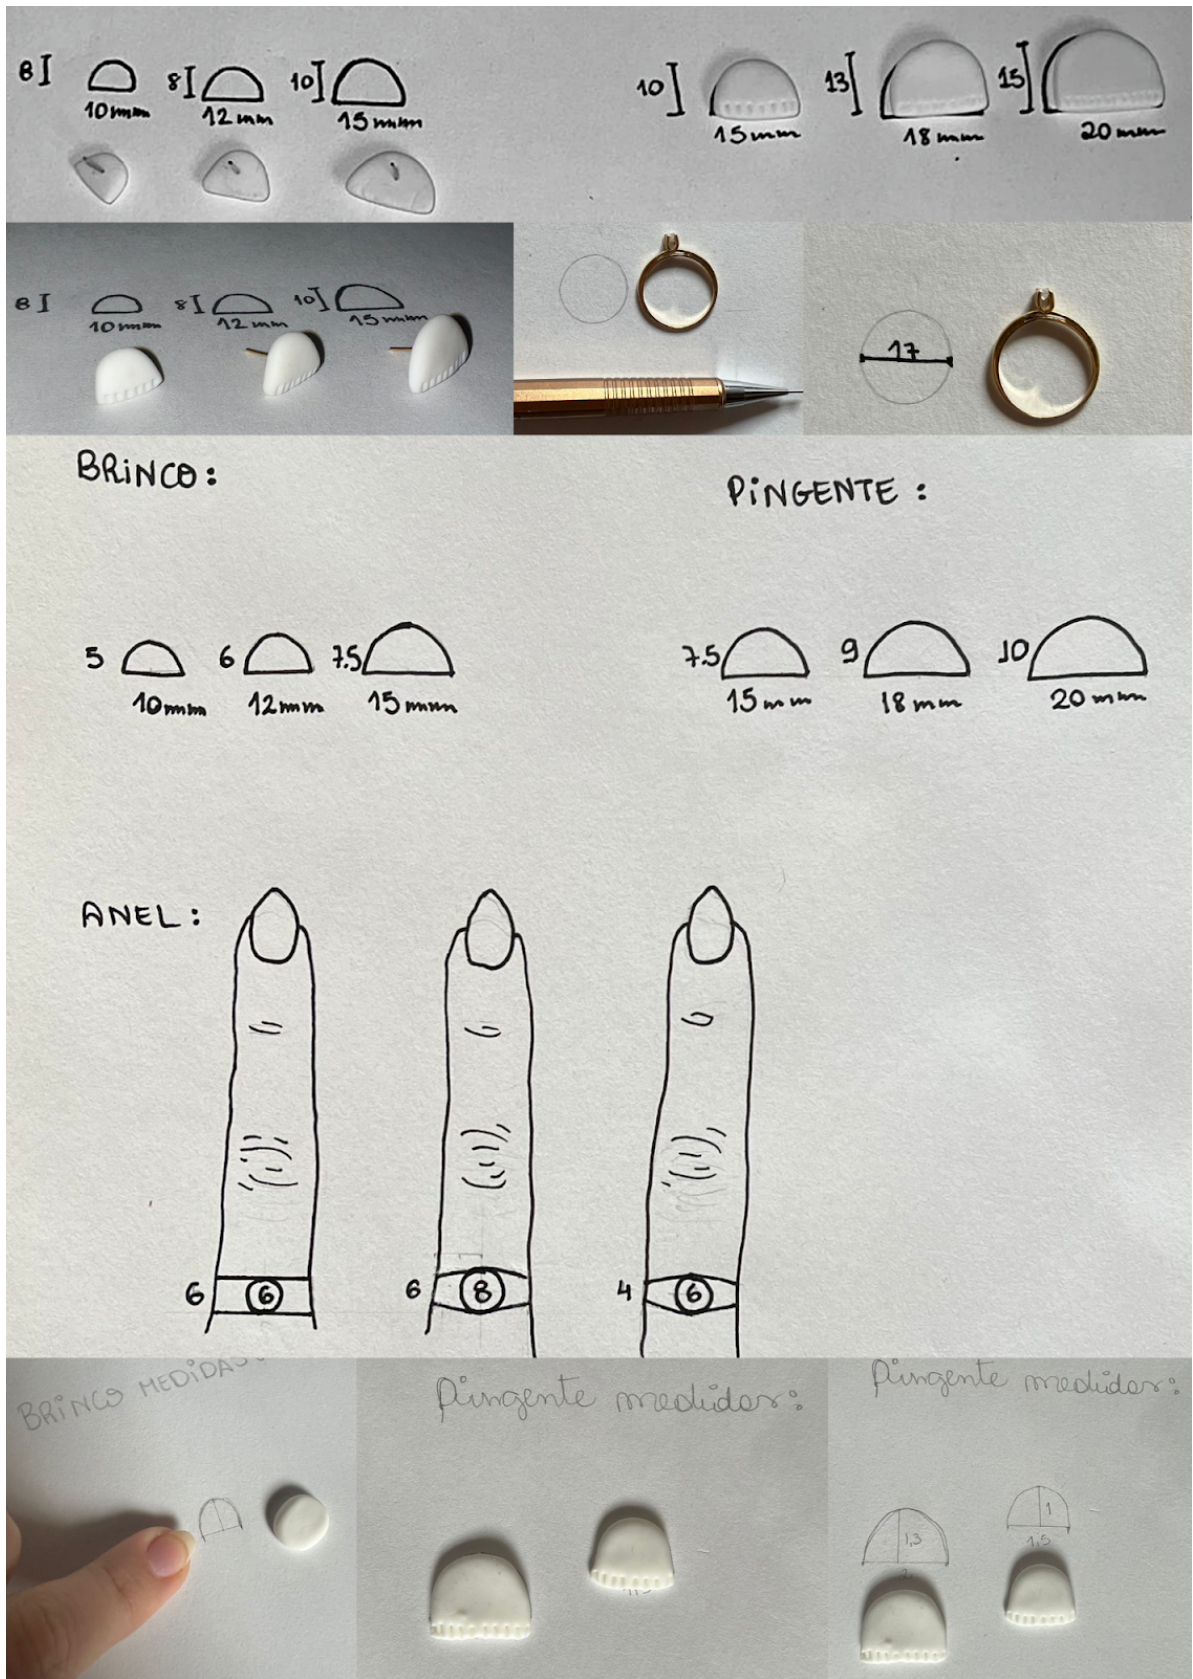 8 10mm 8 12mm 10 15mm
10 15mm 13 18mm 15 20mm
8 10mm 8 12mm 10 15mm
17
BRINCO:
5 10mm 6 12mm 7.5 15mm
PINGENTE:
7.5 15mm 9 18mm 10 20mm
ANEL:
6 6 6 8 4 6
BRINCO MEDIDAS:
Pingente medidas:
Pingente medidas:
1,3 1
2, 1,5